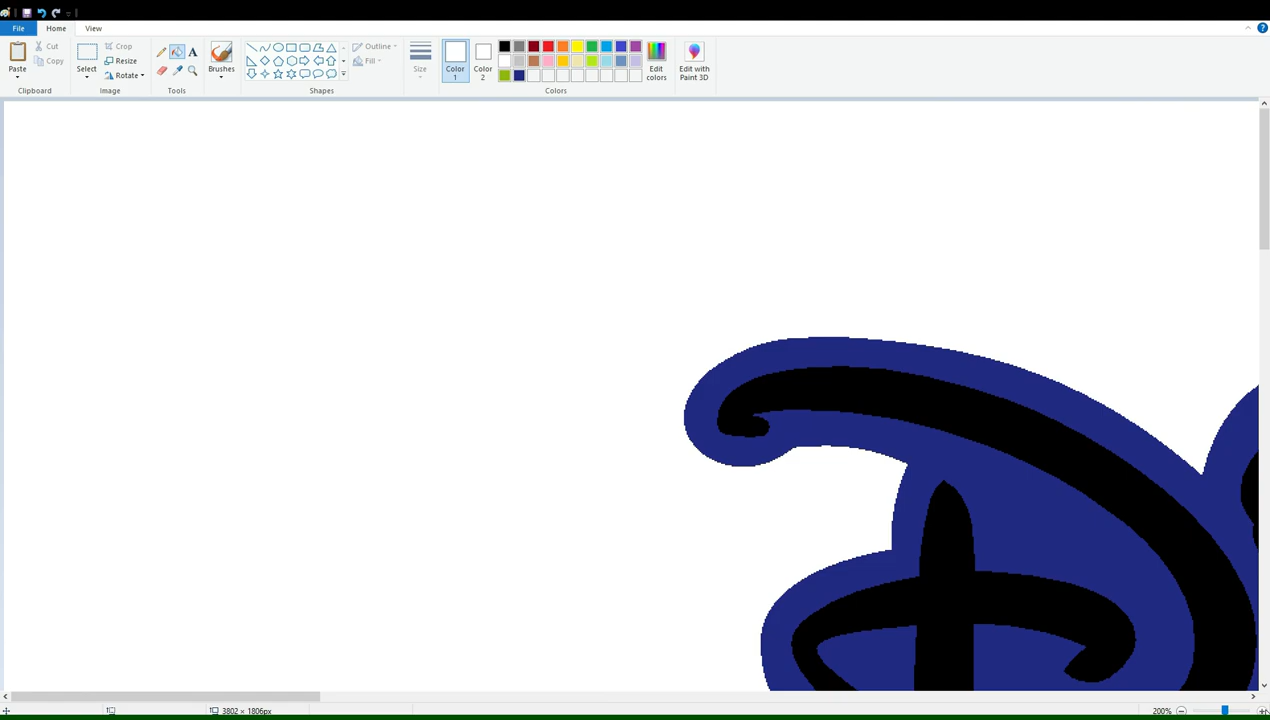 File Home View
Paste
Cut
Copy
Clipboard
Select
Crop
Resize
Rotate
Image
A
Tools
Brushes
Outline
Fill
Shapes
Size
Color 1
Color 2
Colors
Edit colors
Edit with Paint 3D
D
3802 × 1806px
200%